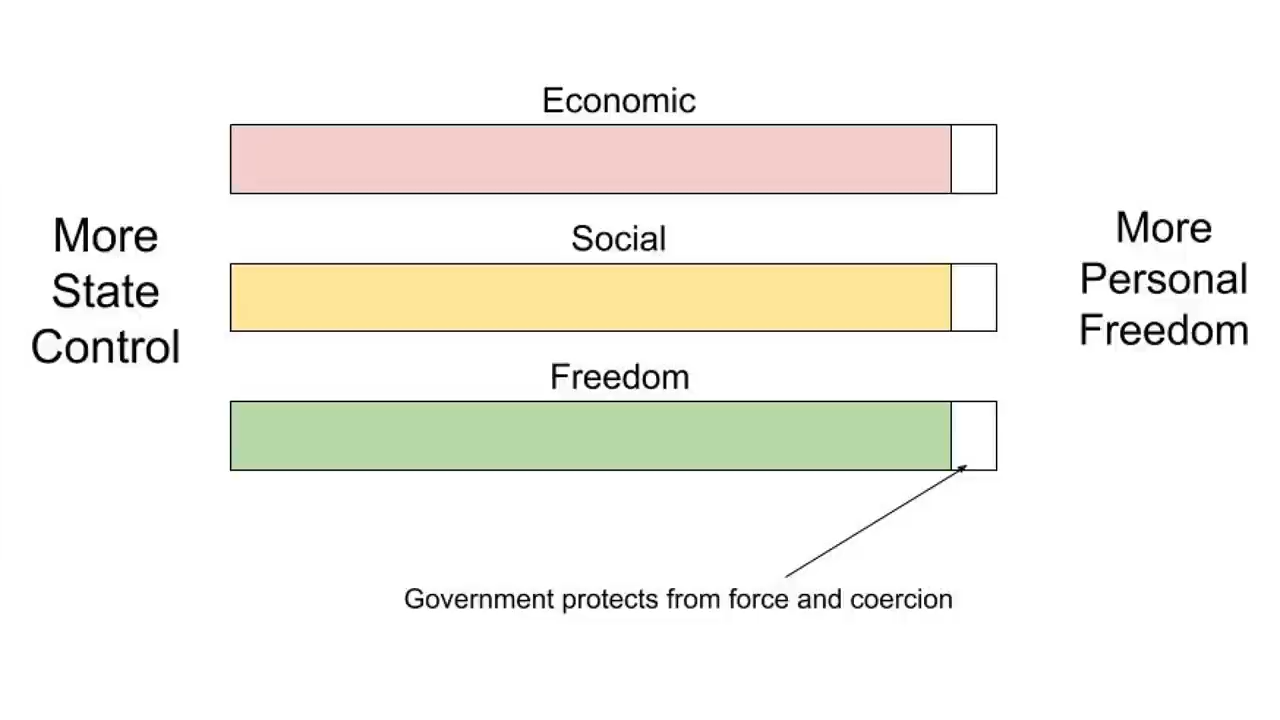 Economic
More
State
Control
Social
More
Personal
Freedom
Freedom
Government protects from force and coercion